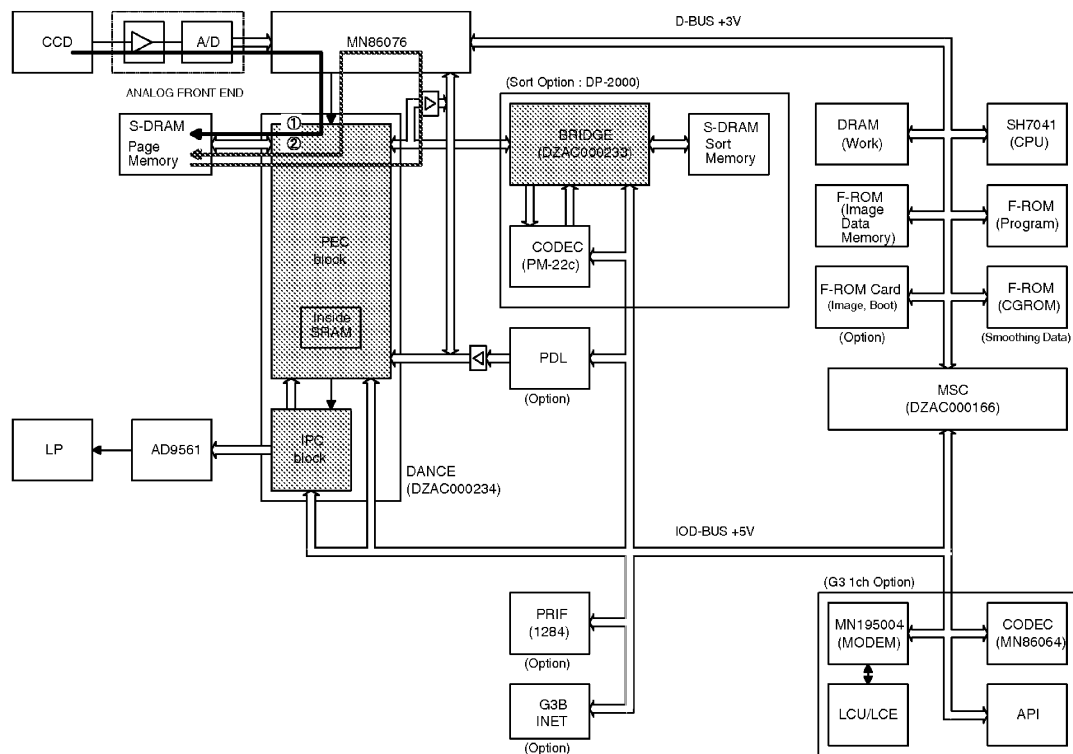 D-BUS +3V
CCD
A/D
MN86076
ANALOG FRONT END
(Sort Option : DP-2000)
S-DRAM
Page
Memory
①
②
BRIDGE
(DZAC000233)
S-DRAM
Sort
Memory
DRAM
(Work)
SH7041
(CPU)
F-ROM
(Image
Data
Memory)
F-ROM
(Program)
PEC
block
CODEC
(PM-22c)
F-ROM Card
(Image, Boot)
(Option)
F-ROM
(CGROM)
(Smoothing Data)
Inside
SRAM
PDL
(Option)
MSC
(DZAC000166)
LP
AD9561
IPC
block
DANCE
(DZAC000234)
IOD-BUS +5V
(G3 1ch Option)
PRIF
(1284)
(Option)
MN195004
(MODEM)
CODEC
(MN86064)
G3B
INET
(Option)
LCU/LCE
API